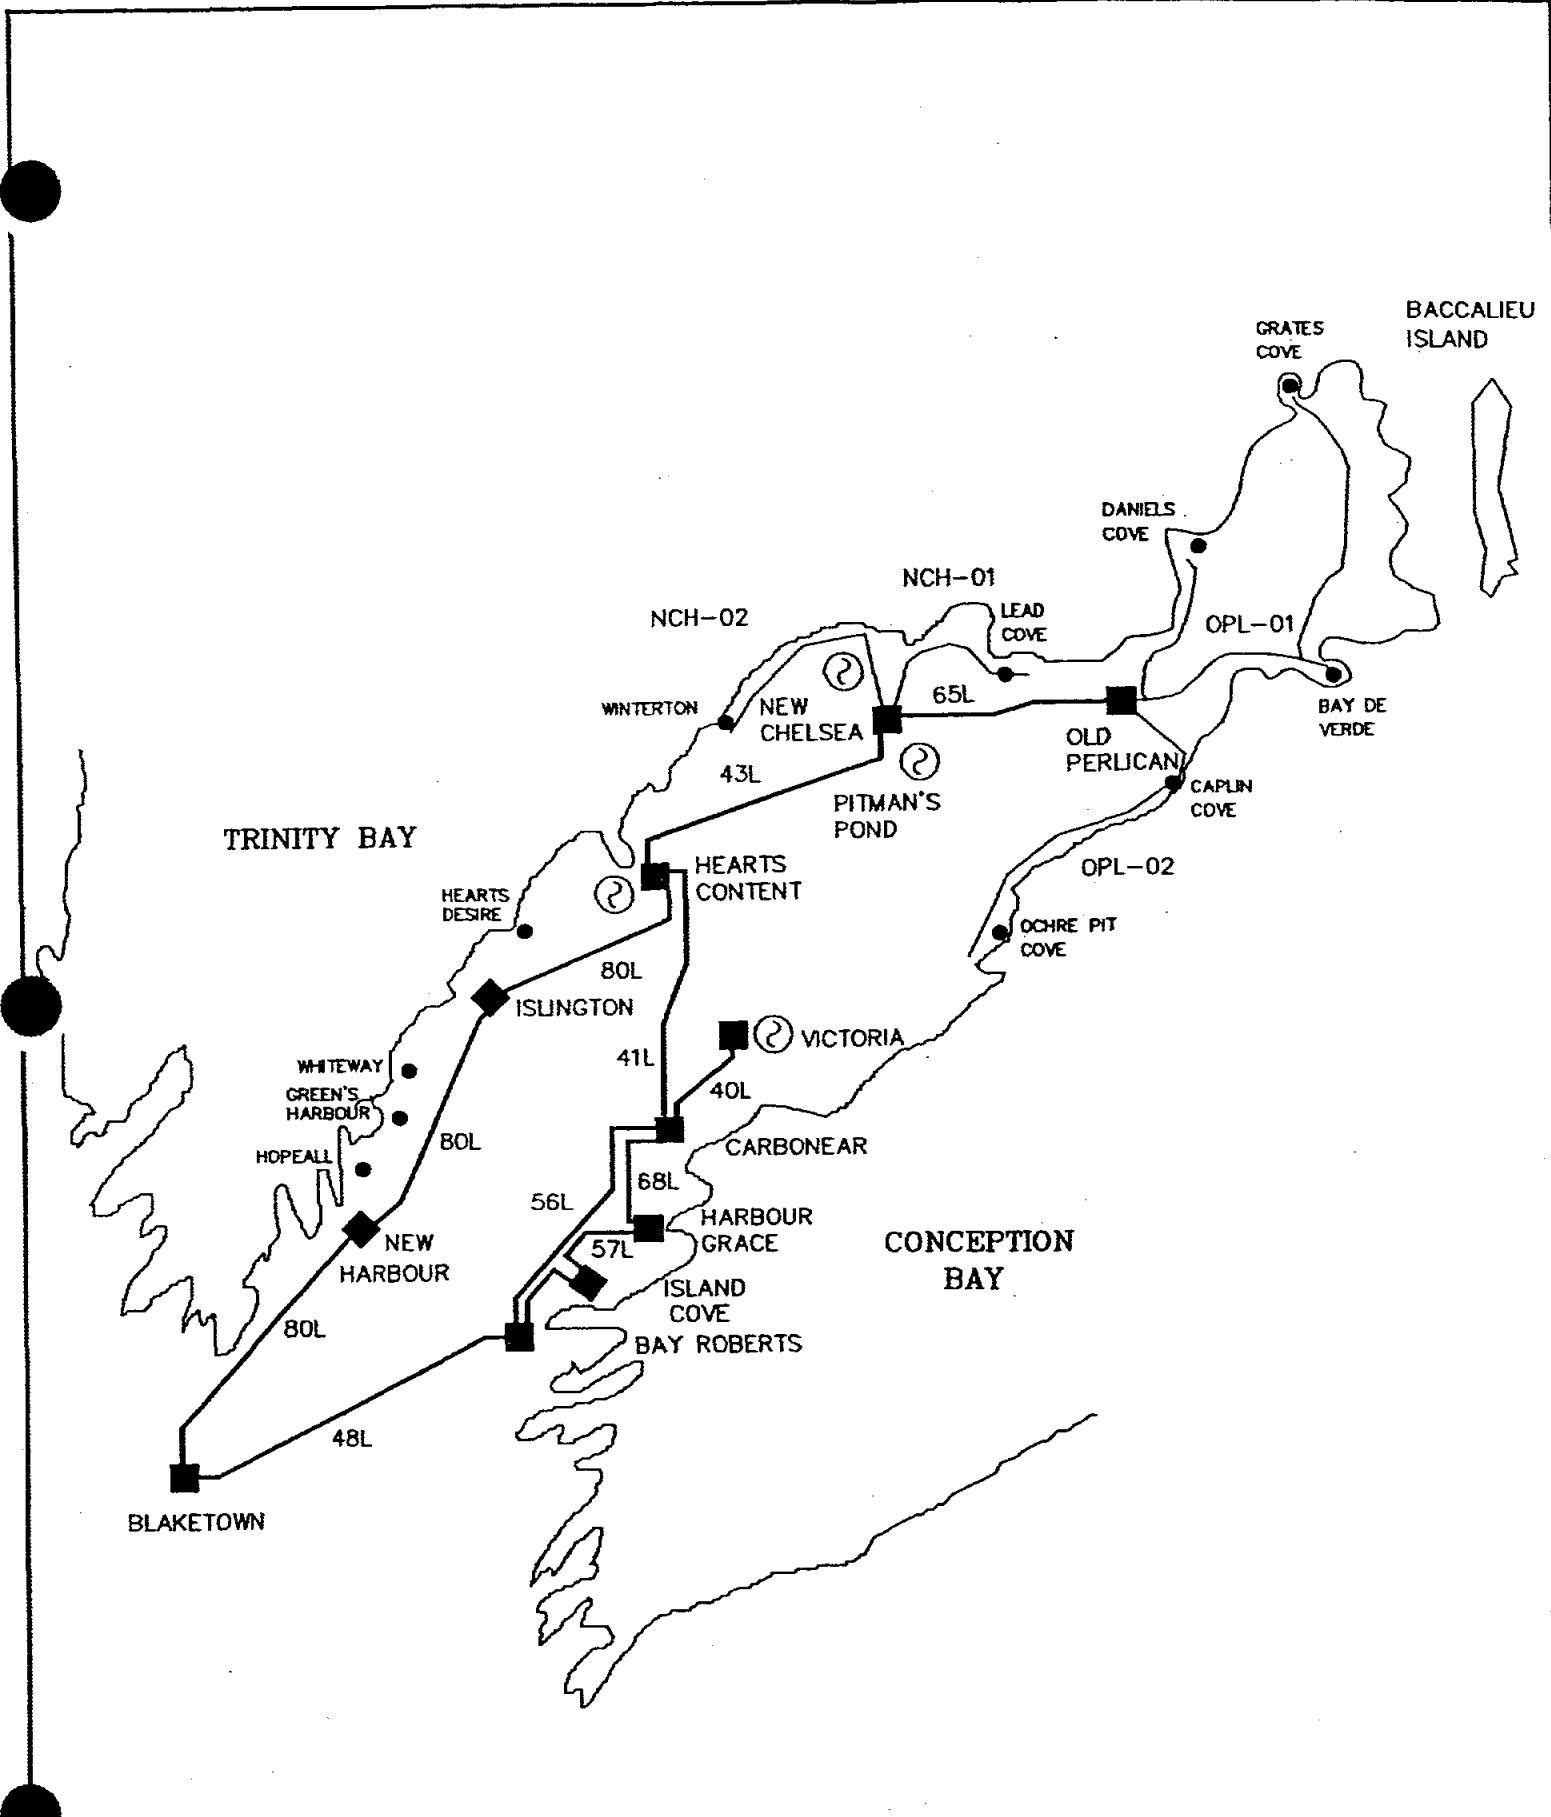 BACCALIEU
ISLAND
GRATES
COVE
DANIELS
COVE
NCH-01
LEAD
COVE
NCH-02
OPL-01
WINTERTON
NEW
CHELSEA
65L
BAY DE
VERDE
OLD
PERLICAN
43L
CAPLIN
COVE
PITMAN'S
POND
TRINITY BAY
HEARTS
CONTENT
OPL-02
HEARTS
DESIRE
OCHRE PIT
COVE
80L
ISLINGTON
VICTORIA
41L
WHITEWAY
40L
GREEN'S
HARBOUR
80L
CARBONEAR
HOPEALL
68L
56L
HARBOUR
GRACE
NEW
HARBOUR
57L
CONCEPTION
BAY
ISLAND
COVE
80L
BAY ROBERTS
48L
BLAKETOWN